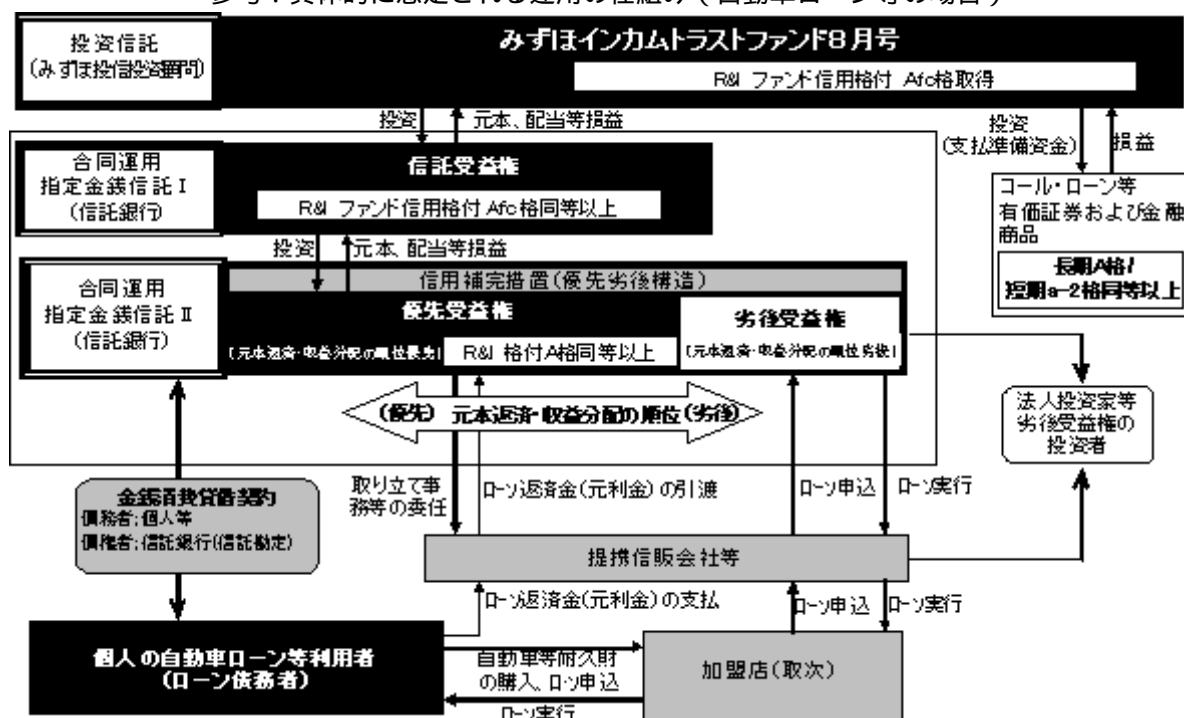 参考：具体的に想定される運用の仕組み（自動車ローン等の場合）
投資信託
(みずほ投信投資顧問)
みずほインカムトラストファンド8月号
R&I ファンド信用格付 Afc格取得
投資
元本、配当等損益
投資
(支払準備資金)
損益
合同運用
指定金銭信託Ⅰ
(信託銀行)
信託受益権
R&I ファンド信用格付 Afc格同等以上
コール・ローン等
有価証券および金融
商品
長期A格/
短期a-2格同等以上
投資
元本、配当等損益
合同運用
指定金銭信託Ⅱ
(信託銀行)
信用補完措置(優先劣後構造)
優先受益権
[元本返済・収益分配の順位優先]
R&I 格付A格同等以上
劣後受益権
[元本返済・収益分配の順位劣後]
(優先) 元本返済・収益分配の順位 (劣後)
法人投資家等
劣後受益権の
投資者
金銭消費貸借契約
債務者:個人等
債権者:信託銀行(信託勘定)
取り立て事
務等の委任
ローン返済金(元利金)の引渡
ローン申込
ローン実行
提携信販会社等
ローン返済金(元利金)の支払
ローン申込
ローン実行
個人の自動車ローン等利用者
(ローン債務者)
自動車等耐久財
の購入、ローン申込
ローン実行
加盟店(取次)